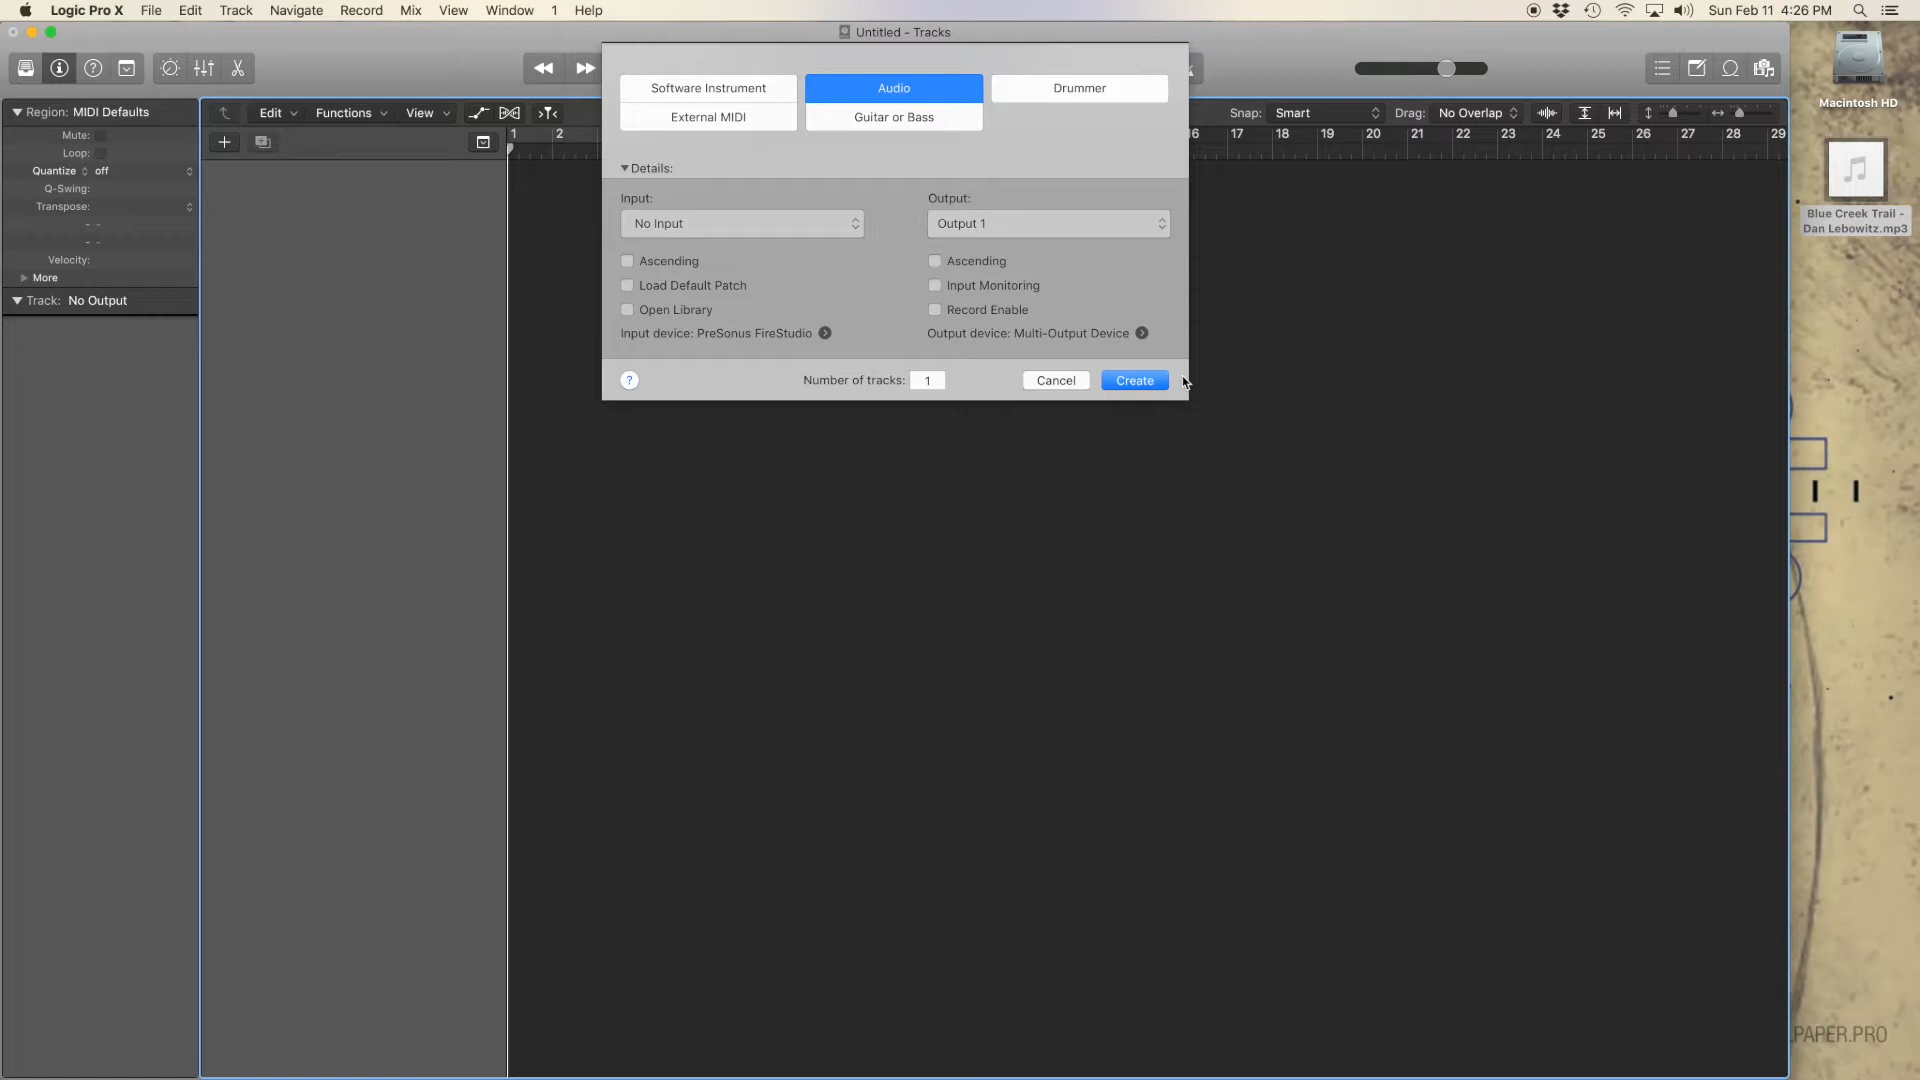 Logic Pro X File Edit Track Navigate Record Mix View Window 1 Help Sun Feb 11 4:26 PM
Untitled - Tracks
Software Instrument Audio Drummer
External MIDI Guitar or Bass
Macintosh HD
Region: MIDI Defaults
Edit Functions View Snap: Smart Drag: No Overlap
1 2 16 17 18 19 20 21 22 23 24 25 26 27 28 29
Mute:
Loop:
Quantize off
Q-Swing:
Transpose:
Velocity:
More
Track: No Output
Details:
Input: Output:
No Input Output 1
Ascending Ascending
Load Default Patch Input Monitoring
Open Library Record Enable
Input device: PreSonus FireStudio Output device: Multi-Output Device
? Number of tracks: 1 Cancel Create
Blue Creek Trail -
Dan Lebowitz.mp3
PAPER.PRO